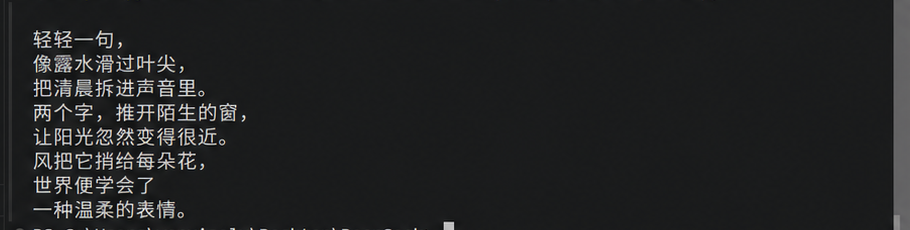 轻轻一句，
像露水滑过叶尖，
把清晨拆进声音里。
两个字，推开陌生的窗，
让阳光忽然变得很近。
风把它捎给每朵花，
世界便学会了
一种温柔的表情。